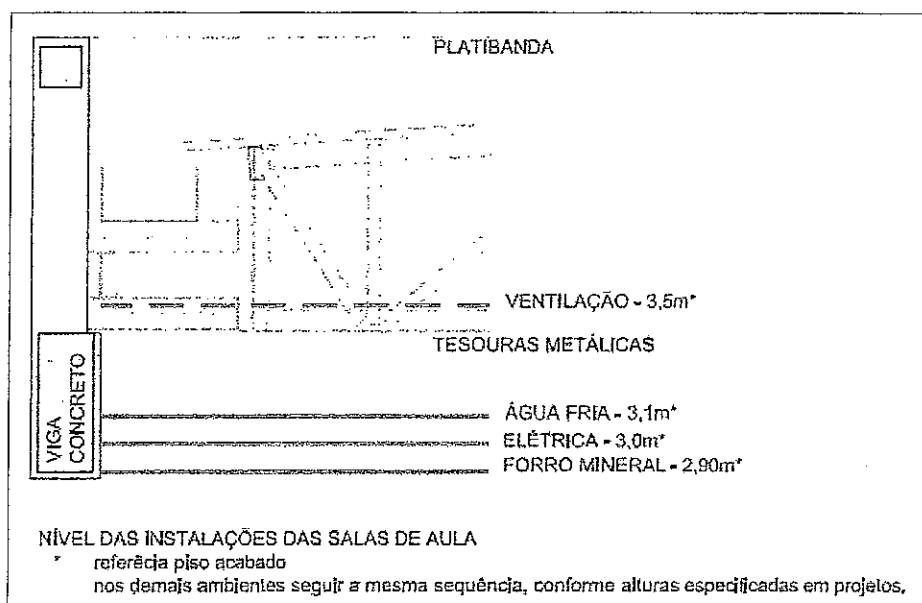 PLATIBANDA
VENTILAÇÃO - 3,5m*
TESOURAS METÁLICAS
VIGA
CONCRETO
ÁGUA FRIA - 3,1m*
ELÉTRICA - 3,0m*
FORRO MINERAL - 2,90m*
NÍVEL DAS INSTALAÇÕES DAS SALAS DE AULA
* referêcia piso acabado
nos demais ambientes seguir a mesma sequência, conforme alturas especificadas em projetos.